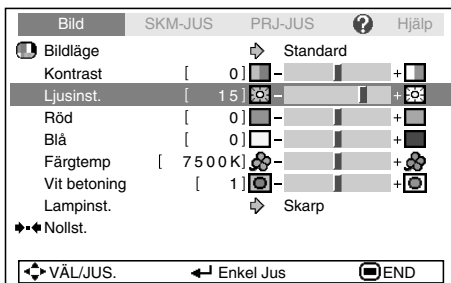 Bild SKM-JUS PRJ-JUS ? Hjälp
Bildläge Standard
Kontrast [ 0] - +
Ljusinst. [ 15] - +
Röd [ 0] - +
Blå [ 0] - +
Färgtemp [ 7500K] - +
Vit betoning [ 1] - +
Lampinst. Skarp
Nollst.
VÄL/JUS. Enkel Jus END